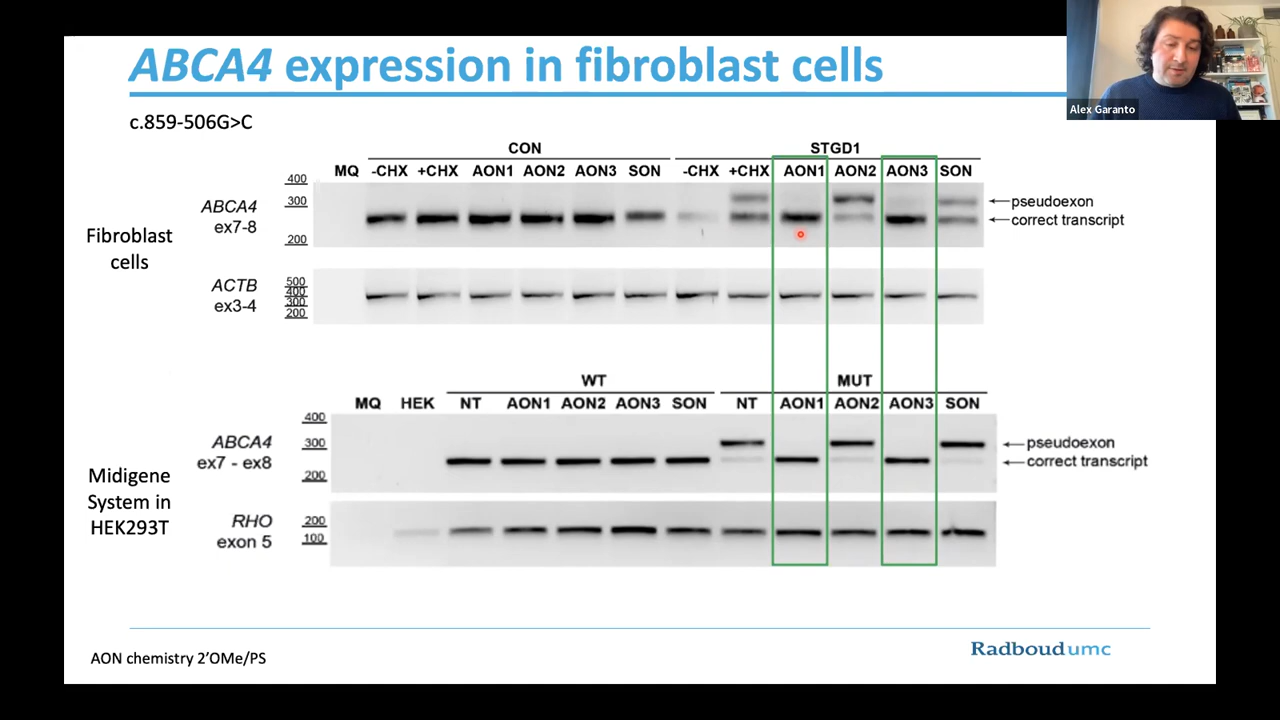 ABCA4 expression in fibroblast cells
Alex Garanto
c.859-506G>C
CON STGD1
MQ -CHX +CHX AON1 AON2 AON3 SON -CHX +CHX AON1 AON2 AON3 SON
400
300
200
ABCA4
ex7-8
pseudoexon
correct transcript
Fibroblast
cells
ACTB
ex3-4
500
400
300
200
WT MUT
MQ HEK NT AON1 AON2 AON3 SON NT AON1 AON2 AON3 SON
400
300
200
ABCA4
ex7 - ex8
pseudoexon
correct transcript
Midigene
System in
HEK293T
RHO
exon 5
200
100
AON chemistry 2’OMe/PS
Radboudumc